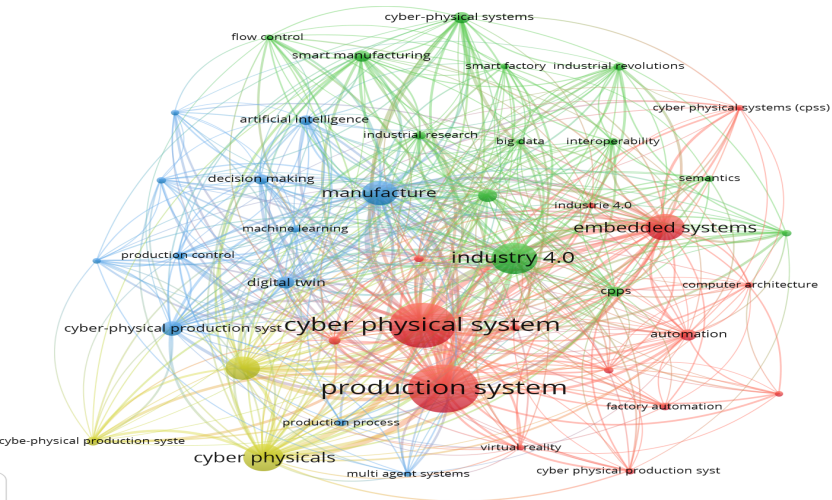 cyber-physical systems
flow control
smart manufacturing
smart factory
industrial revolutions
cyber physical systems (cpss)
artificial intelligence
industrial research
big data
interoperability
decision making
semantics
manufacture
industrie 4.0
machine learning
embedded systems
production control
industry 4.0
digital twin
computer architecture
cpps
cyber-physical production syst
cyber physical system
automation
production system
factory automation
production process
cybe-physical production syste
virtual reality
cyber physicals
multi agent systems
cyber physical production syst